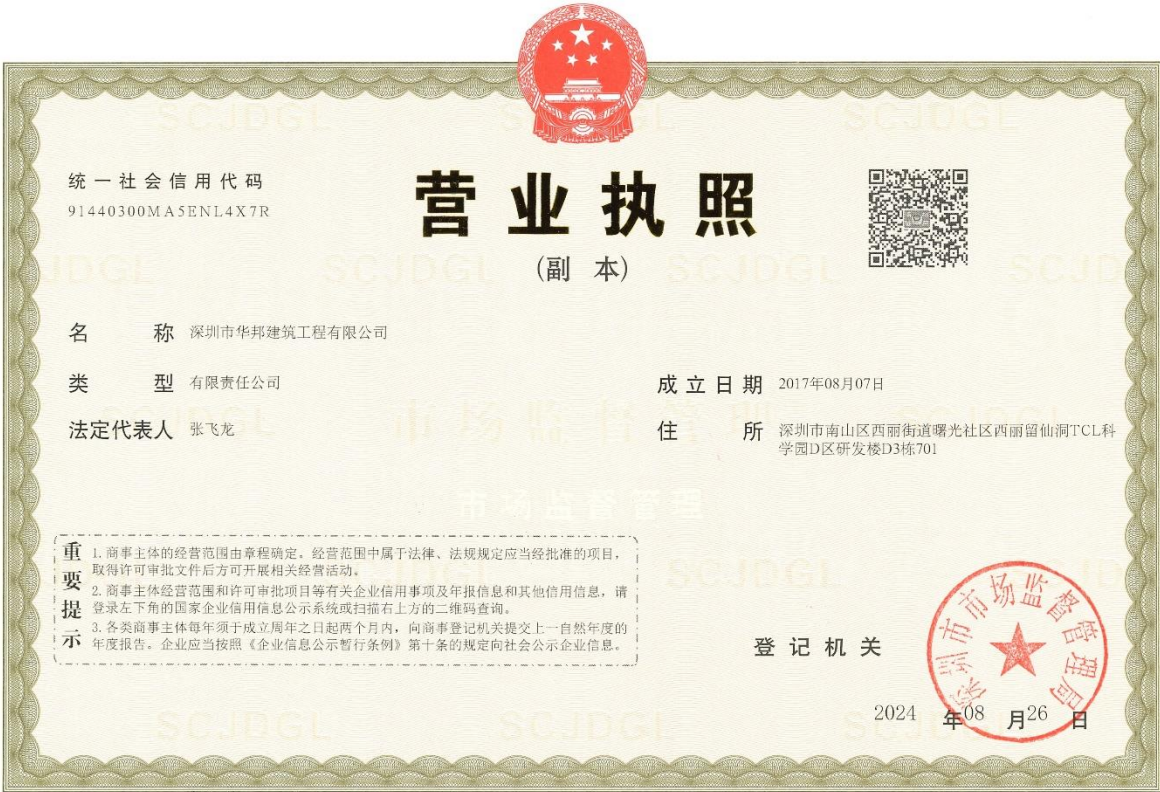 统一社会信用代码
91440300MA5ENL4X7R
营业执照
(副 本)
名 称 深圳市华邦建筑工程有限公司
类 型 有限责任公司
成立日期 2017年08月07日
法定代表人 张飞龙
住 所 深圳市南山区西丽街道曙光社区西丽留仙洞TCL科
学园D区研发楼D3栋701
重要提示
1. 商事主体的经营范围由章程确定。经营范围中属于法律、法规规定应当经批准的项目，
取得许可审批文件后方可开展相关经营活动。
2. 商事主体经营范围和许可审批项目等有关企业信用事项及年报信息和其他信用信息，请
登录左下角的国家企业信用信息公示系统或扫描右上方的二维码查询。
3. 各类商事主体每年须于成立周年之日起两个月内，向商事登记机关提交上一自然年度的
年度报告。企业应当按照《企业信息公示暂行条例》第十条的规定向社会公示企业信息。
登记机关
深圳市市场监督管理局
2024 年08 月26 日
SCJDGL
市场监督管理
市场监督管理